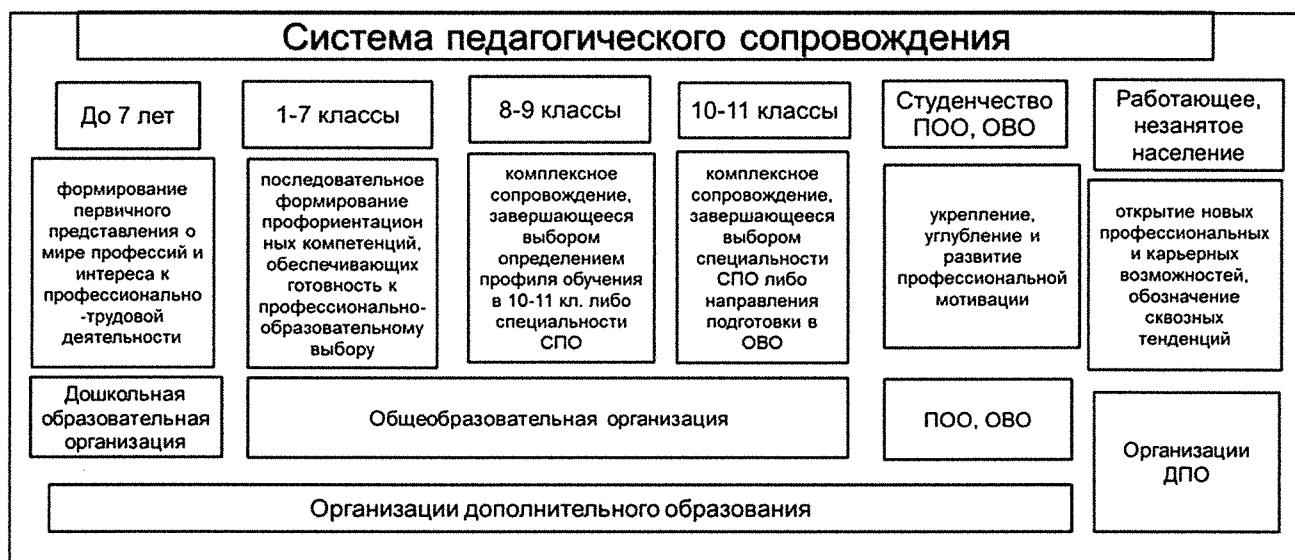 Система педагогического сопровождения
До 7 лет
1-7 классы
8-9 классы
10-11 классы
Студенчество
ПОО, ОВО
Работающее,
незанятое
население
формирование
первичного
представления о
мире профессий и
интереса к
профессионально
-трудовой
деятельности
последовательное
формирование
профориентацион
ных компетенций,
обеспечивающих
готовность к
профессионально-
образовательному
выбору
комплексное
сопровождение,
завершающееся
выбором
определением
профиля обучения
в 10-11 кл. либо
специальности
СПО
комплексное
сопровождение,
завершающееся
выбором
специальности
СПО либо
направления
подготовки в
ОВО
укрепление,
углубление и
развитие
профессиональной
мотивации
открытие новых
профессиональных
и карьерных
возможностей,
обозначение
сквозных
тенденций
Дошкольная
образовательная
организация
Общеобразовательная организация
ПОО, ОВО
Организации
ДПО
Организации дополнительного образования